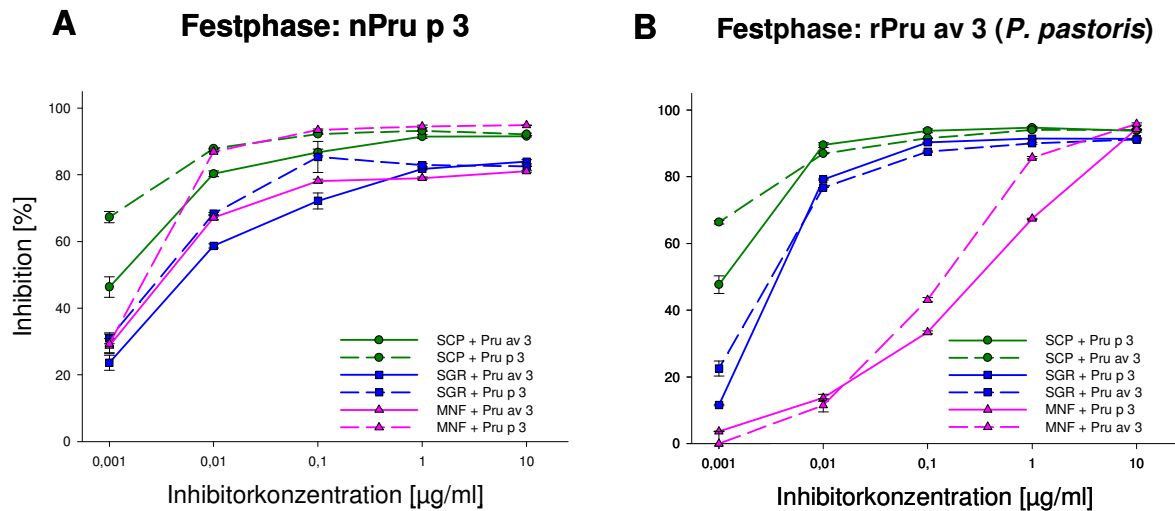 A
Festphase: nPru p 3
Inhibition [%]
100
80
60
40
20
0
SCP + Pru av 3
SCP + Pru p 3
SGR + Pru av 3
SGR + Pru p 3
MNF + Pru av 3
MNF + Pru p 3
0,001
0,01
0,1
1
10
Inhibitorkonzentration [µg/ml]
B
Festphase: rPru av 3 (P. pastoris)
100
80
60
40
20
0
SCP + Pru p 3
SCP + Pru av 3
SGR + Pru p 3
SGR + Pru av 3
MNF + Pru p 3
MNF + Pru av 3
0,001
0,01
0,1
1
10
Inhibitorkonzentration [µg/ml]